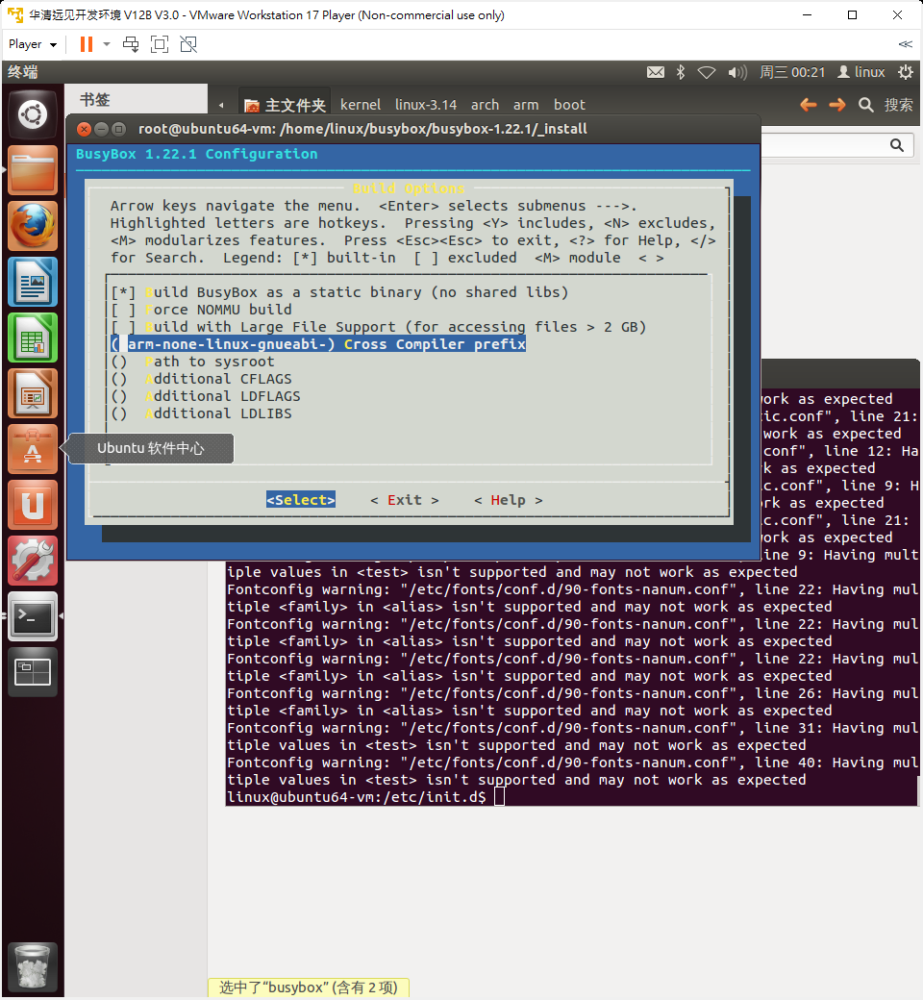 华清远见开发环境 V12B V3.0 - VMware Workstation 17 Player (Non-commercial use only)
Player
终端
周三 00:21 linux
书签
主文件夹 kernel linux-3.14 arch arm boot
搜索
root@ubuntu64-vm: /home/linux/busybox/busybox-1.22.1/_install
BusyBox 1.22.1 Configuration
Build Options
Arrow keys navigate the menu.  <Enter> selects submenus --->.
Highlighted letters are hotkeys.  Pressing <Y> includes, <N> excludes,
<M> modularizes features.  Press <Esc><Esc> to exit, <?> for Help, </>
for Search.  Legend: [*] built-in  [ ] excluded  <M> module  < >
[*] Build BusyBox as a static binary (no shared libs)
[ ] Force NOMMU build
[ ] Build with Large File Support (for accessing files > 2 GB)
( arm-none-linux-gnueabi-) Cross Compiler prefix
()  Path to sysroot
()  Additional CFLAGS
()  Additional LDFLAGS
()  Additional LDLIBS
<Select>    < Exit >    < Help >
Ubuntu 软件中心
work as expected
ic.conf", line 21:
work as expected
conf", line 12: Ha
k as expected
ic.conf", line 9: H
rk as expected
ic.conf", line 21:
work as expected
line 9: Having mult
iple values in <test> isn't supported and may not work as expected
Fontconfig warning: "/etc/fonts/conf.d/90-fonts-nanum.conf", line 22: Having mul
tiple <family> in <alias> isn't supported and may not work as expected
Fontconfig warning: "/etc/fonts/conf.d/90-fonts-nanum.conf", line 22: Having mul
tiple <family> in <alias> isn't supported and may not work as expected
Fontconfig warning: "/etc/fonts/conf.d/90-fonts-nanum.conf", line 22: Having mul
tiple <family> in <alias> isn't supported and may not work as expected
Fontconfig warning: "/etc/fonts/conf.d/90-fonts-nanum.conf", line 26: Having mul
tiple <family> in <alias> isn't supported and may not work as expected
Fontconfig warning: "/etc/fonts/conf.d/90-fonts-nanum.conf", line 31: Having mul
tiple values in <test> isn't supported and may not work as expected
Fontconfig warning: "/etc/fonts/conf.d/90-fonts-nanum.conf", line 40: Having mul
tiple values in <test> isn't supported and may not work as expected
linux@ubuntu64-vm:/etc/init.d$
选中了“busybox” (含有 2 项)